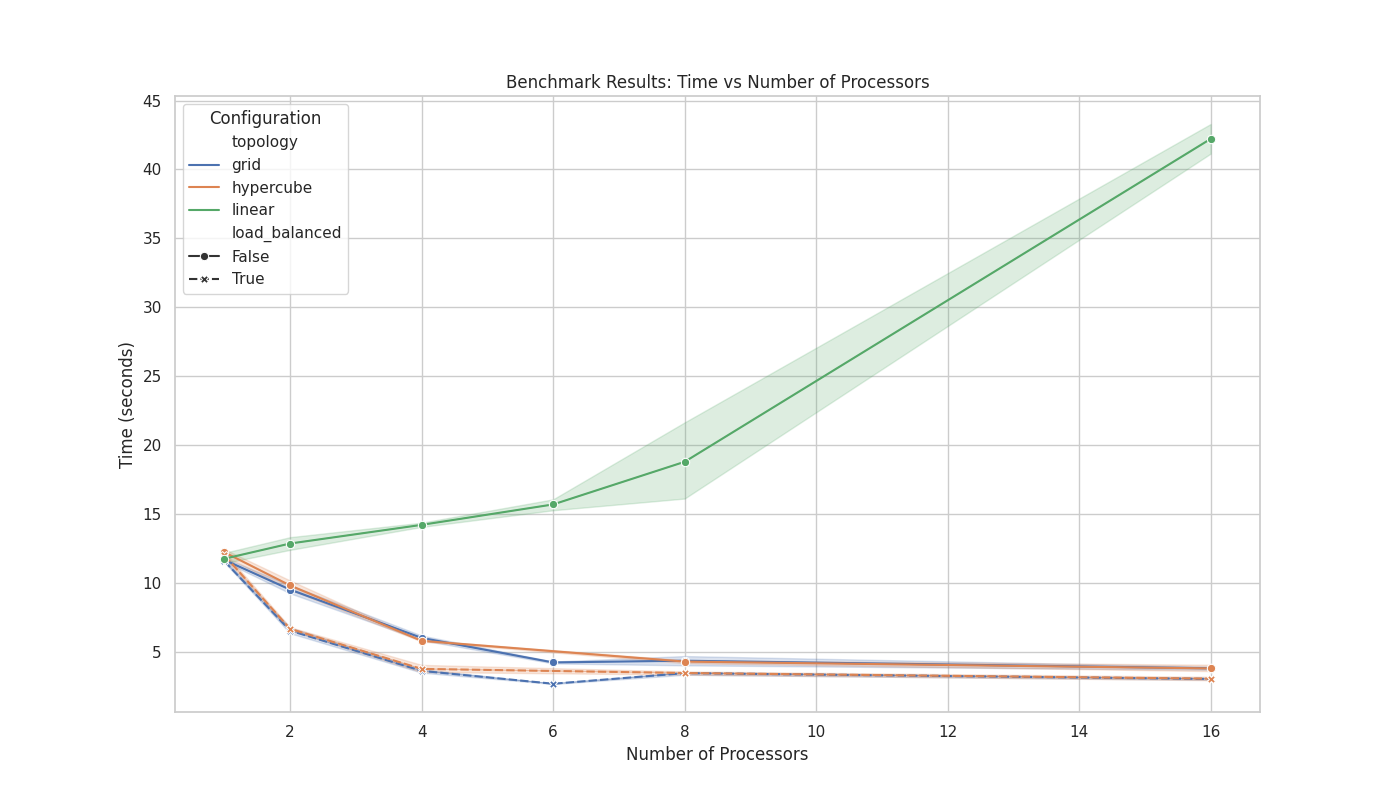 Benchmark Results: Time vs Number of Processors
45
40
35
30
25
20
15
10
5
Time (seconds)
Configuration
topology
grid
hypercube
linear
load_balanced
False
True
2 4 6 8 10 12 14 16
Number of Processors